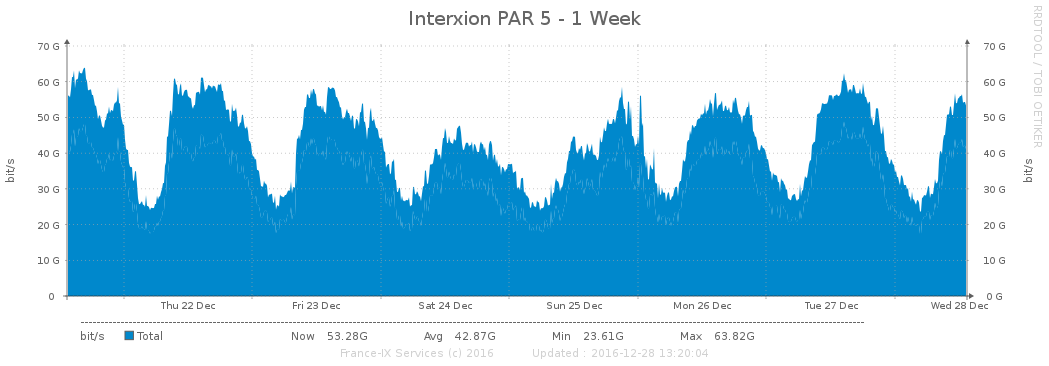 Interxion PAR 5 - 1 Week
RRDTOOL / TOBI OETIKER
70 G 70 G
60 G 60 G
50 G 50 G
40 G 40 G
30 G 30 G
20 G 20 G
10 G 10 G
0 0 G
bit/s bit/s
Thu 22 Dec Fri 23 Dec Sat 24 Dec Sun 25 Dec Mon 26 Dec Tue 27 Dec Wed 28 Dec
bit/s Total Now 53.28G Avg 42.87G Min 23.61G Max 63.82G
France-IX Services (c) 2016 Updated : 2016-12-28 13:20:04